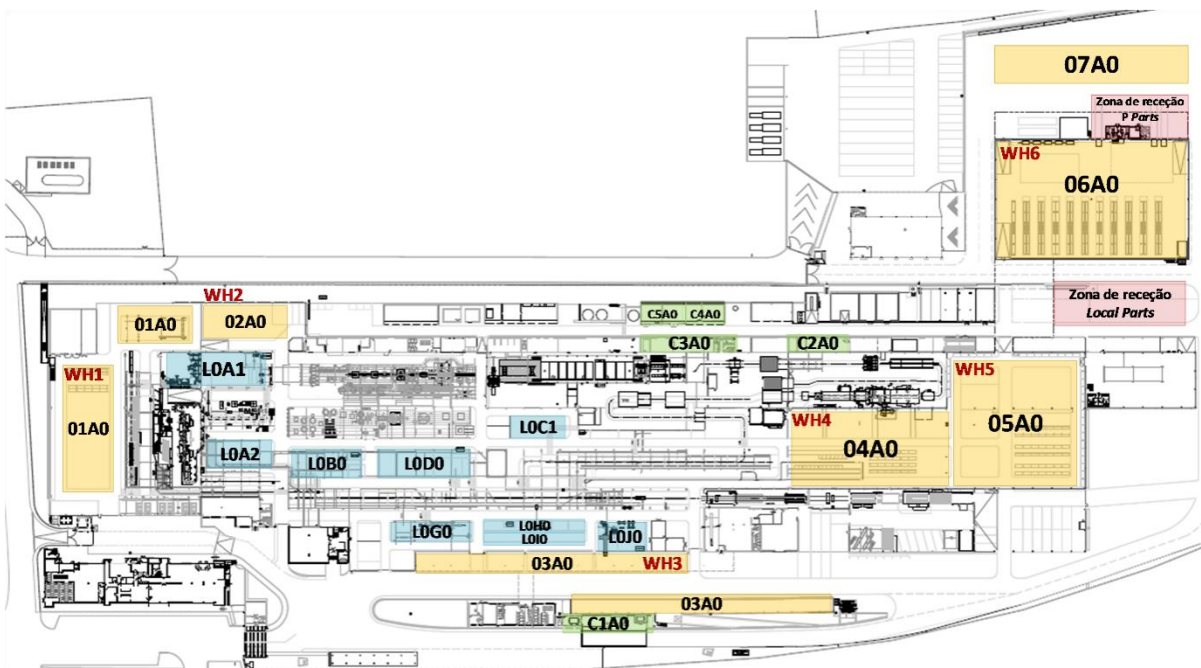 07A0
Zona de receção
P Parts
WH6
06A0
Zona de receção
Local Parts
WH2
01A0
02A0
C5A0
C4A0
C3A0
C2A0
WH1
L0A1
WH5
01A0
L0C1
WH4
05A0
04A0
L0A2
L0B0
L0D0
L0G0
L0H0
L0I0
L0J0
03A0
WH3
03A0
C1A0